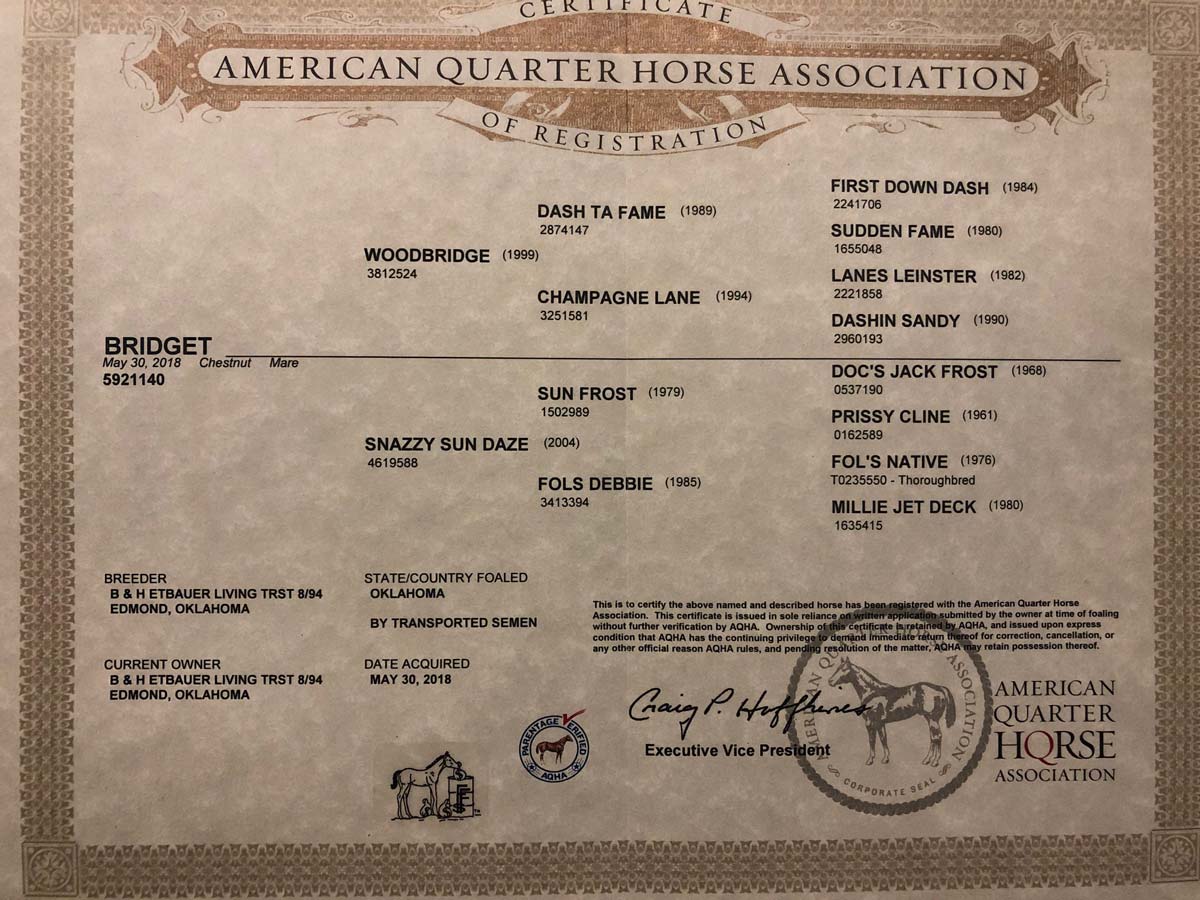 CERTIFICATE
AMERICAN QUARTER HORSE ASSOCIATION
OF REGISTRATION
FIRST DOWN DASH (1984)
2241706
DASH TA FAME (1989)
2874147
SUDDEN FAME (1980)
1655048
WOODBRIDGE (1999)
3812524
LANES LEINSTER (1982)
2221858
CHAMPAGNE LANE (1994)
3251581
DASHIN SANDY (1990)
2960193
BRIDGET
May 30, 2018 Chestnut Mare
5921140
DOC'S JACK FROST (1968)
0537190
SUN FROST (1979)
1502989
PRISSY CLINE (1961)
0162589
SNAZZY SUN DAZE (2004)
4619588
FOL'S NATIVE (1976)
T0235550 - Thoroughbred
FOLS DEBBIE (1985)
3413394
MILLIE JET DECK (1980)
1635415
BREEDER
B & H ETBAUER LIVING TRST 8/94
EDMOND, OKLAHOMA
STATE/COUNTRY FOALED
OKLAHOMA
BY TRANSPORTED SEMEN
CURRENT OWNER
B & H ETBAUER LIVING TRST 8/94
EDMOND, OKLAHOMA
DATE ACQUIRED
MAY 30, 2018
This is to certify the above named and described horse has been registered with the American Quarter Horse
Association. This certificate is issued in sole reliance on written application submitted by the owner at time of foaling
without further verification by AQHA. Ownership of this certificate is retained by AQHA, and issued upon express
condition that AQHA has the continuing privilege to demand immediate return thereof for correction, cancellation, or
any other official reason AQHA rules, and pending resolution of the matter, AQHA may retain possession thereof.
Craig P. Huffhines
Executive Vice President
PARENTAGE VERIFIED
AQHA
AMERICAN QUARTER HORSE ASSOCIATION
CORPORATE SEAL
AMERICAN
QUARTER
HORSE
ASSOCIATION